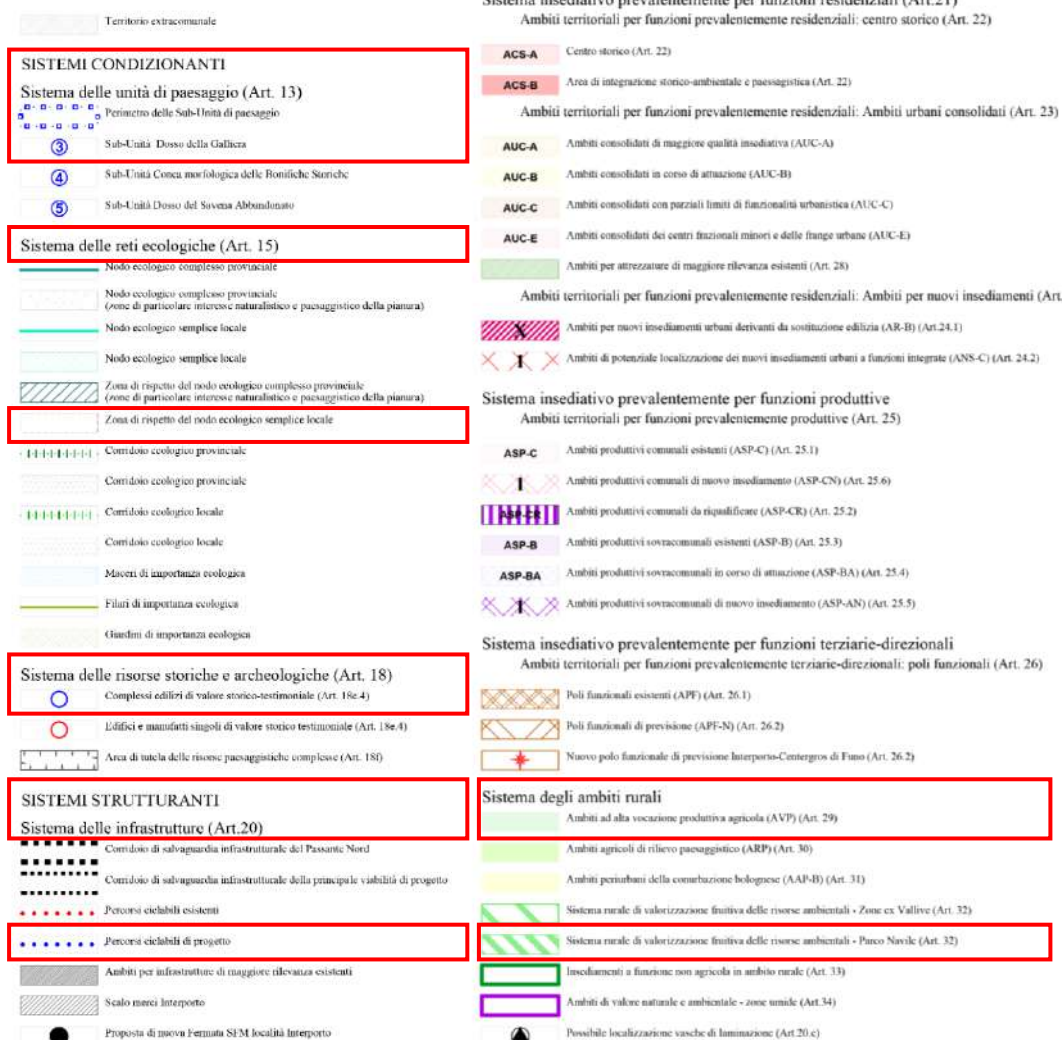 Territorio extracomunale
SISTEMI CONDIZIONANTI
Sistema delle unità di paesaggio (Art. 13)
Perimetro delle Sub-Unità di paesaggio
3 Sub-Unità Dosso della Galliera
4 Sub-Unità Conca morfologica delle Bonifiche Storiche
5 Sub-Unità Dosso del Savena Abbandonato
Sistema delle reti ecologiche (Art. 15)
Nodo ecologico complesso provinciale
Nodo ecologico complesso provinciale
(zone di particolare interesse naturalistico e paesaggistico della pianura)
Nodo ecologico semplice locale
Nodo ecologico semplice locale
Zona di rispetto del nodo ecologico complesso provinciale
(zone di particolare interesse naturalistico e paesaggistico della pianura)
Zona di rispetto del nodo ecologico semplice locale
Corridoio ecologico provinciale
Corridoio ecologico provinciale
Corridoio ecologico locale
Corridoio ecologico locale
Maceri di importanza ecologica
Filari di importanza ecologica
Giardini di importanza ecologica
Sistema delle risorse storiche e archeologiche (Art. 18)
Complessi edilizi di valore storico-testimoniale (Art. 18e.4)
Edifici e manufatti singoli di valore storico testimoniale (Art. 18e.4)
Area di tutela delle risorse paesaggistiche complesse (Art. 18f)
SISTEMI STRUTTURANTI
Sistema delle infrastrutture (Art.20)
Corridoio di salvaguardia infrastrutturale del Passante Nord
Corridoio di salvaguardia infrastrutturale della principale viabilità di progetto
Percorsi ciclabili esistenti
Percorsi ciclabili di progetto
Ambiti per infrastrutture di maggiore rilevanza esistenti
Scalo merci Interporto
Proposta di nuova Fermata SFM località Interporto
Sistema insediativo prevalentemente per funzioni residenziali (Art.21)
Ambiti territoriali per funzioni prevalentemente residenziali: centro storico (Art. 22)
ACS-A Centro storico (Art. 22)
ACS-B Area di integrazione storico-ambientale e paessagistica (Art. 22)
Ambiti territoriali per funzioni prevalentemente residenziali: Ambiti urbani consolidati (Art. 23)
AUC-A Ambiti consolidati di maggiore qualità insediativa (AUC-A)
AUC-B Ambiti consolidati in corso di attuazione (AUC-B)
AUC-C Ambiti consolidati con parziali limiti di funzionalità urbanistica (AUC-C)
AUC-E Ambiti consolidati dei centri frazionali minori e delle frange urbane (AUC-E)
Ambiti per attrezzature di maggiore rilevanza esistenti (Art. 28)
Ambiti territoriali per funzioni prevalentemente residenziali: Ambiti per nuovi insediamenti (Art.
X Ambiti per nuovi insediamenti urbani derivanti da sostituzione edilizia (AR-B) (Art.24.1)
1 Ambiti di potenziale localizzazione dei nuovi insediamenti urbani a funzioni integrate (ANS-C) (Art. 24.2)
Sistema insediativo prevalentemente per funzioni produttive
Ambiti territoriali per funzioni prevalentemente produttive (Art. 25)
ASP-C Ambiti produttivi comunali esistenti (ASP-C) (Art. 25.1)
1 Ambiti produttivi comunali di nuovo insediamento (ASP-CN) (Art. 25.6)
ASP-CR Ambiti produttivi comunali da riqualificare (ASP-CR) (Art. 25.2)
ASP-B Ambiti produttivi sovracomunali esistenti (ASP-B) (Art. 25.3)
ASP-BA Ambiti produttivi sovracomunali in corso di attuazione (ASP-BA) (Art. 25.4)
1 Ambiti produttivi sovracomunali di nuovo insediamento (ASP-AN) (Art. 25.5)
Sistema insediativo prevalentemente per funzioni terziarie-direzionali
Ambiti territoriali per funzioni prevalentemente terziarie-direzionali: poli funzionali (Art. 26)
Poli funzionali esistenti (APF) (Art. 26.1)
Poli funzionali di previsione (APF-N) (Art. 26.2)
Nuovo polo funzionale di previsione Interporto-Centergros di Funo (Art. 26.2)
Sistema degli ambiti rurali
Ambiti ad alta vocazione produttiva agricola (AVP) (Art. 29)
Ambiti agricoli di rilievo paesaggistico (ARP) (Art. 30)
Ambiti periurbani della conurbazione bolognese (AAP-B) (Art. 31)
Sistema rurale di valorizzazione fruitiva delle risorse ambientali - Zone ex Vallive (Art. 32)
Sistema rurale di valorizzazione fruitiva delle risorse ambientali - Parco Navile (Art. 32)
Insediamenti a funzione non agricola in ambito rurale (Art. 33)
Ambiti di valore naturale e ambientale - zone umide (Art.34)
Possibile localizzazione vasche di laminazione (Art.20.c)